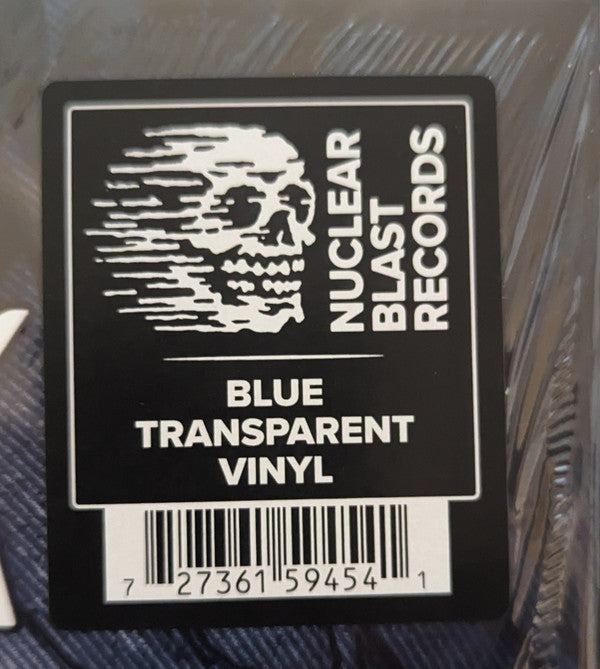 NUCLEAR
BLAST
RECORDS
BLUE
TRANSPARENT
VINYL
7 27361 59454 1